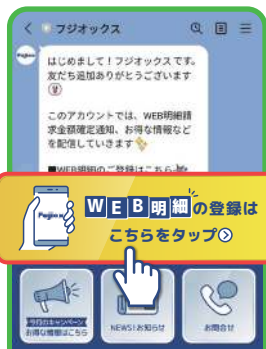 フジオックス
はじめまして！フジオックスです。
友だち追加ありがとうございます
このアカウントでは、WEB明細請
求金額確定通知、お得な情報など
を配信していきます
■WEB明細のご登録はこちら
WEB明細の登録は
こちらをタップ
今月のキャンペーン
お得な情報はこちら
NEWS!お知らせ
お問合せ